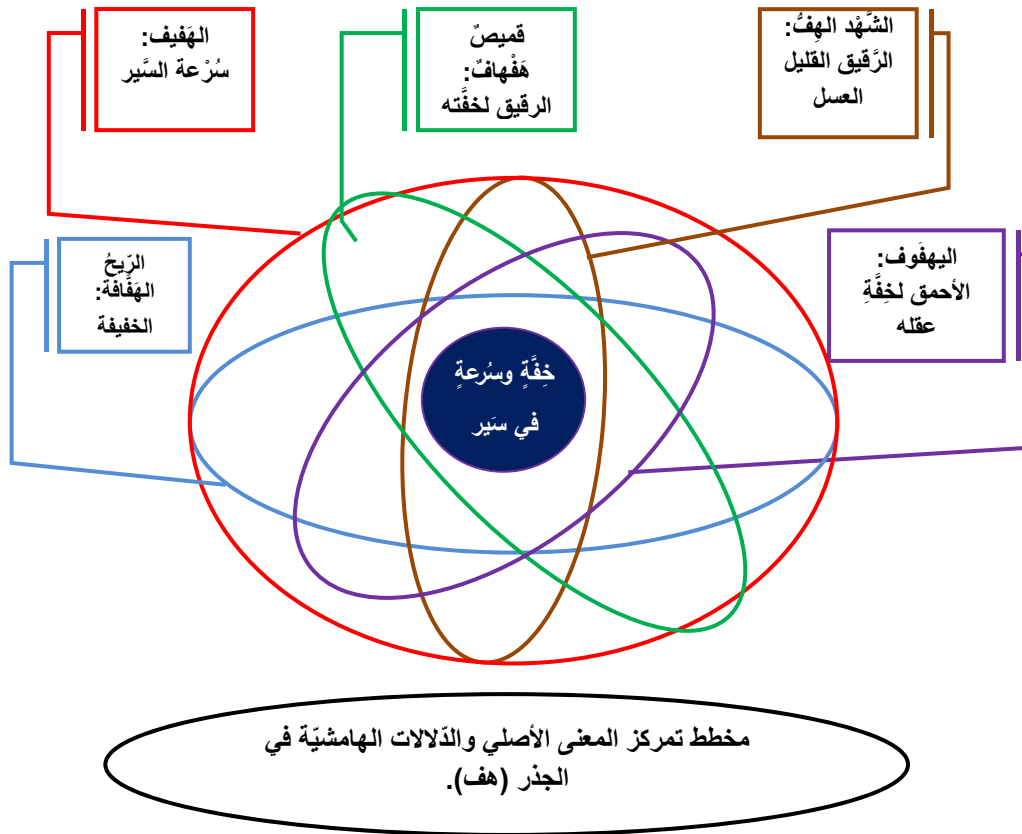 الشَّهْد الهِفُّ:
الرَّقيق القليل
العسل
قميصٌ
هَفْهافٌ:
الرقيق لخفَّته
الهَفيف:
سُرْعة السَّير
اليهفَوف:
الأحمق لخِفَّةِ
عقله
الرّيحُ
الهَفَّافة:
الخفيفة
خِفَّةٍ وسُرعةٍ
في سَير
مخطط تمركز المعنى الأصلي والدّلالات الهامشيّة في
الجذر (هف).